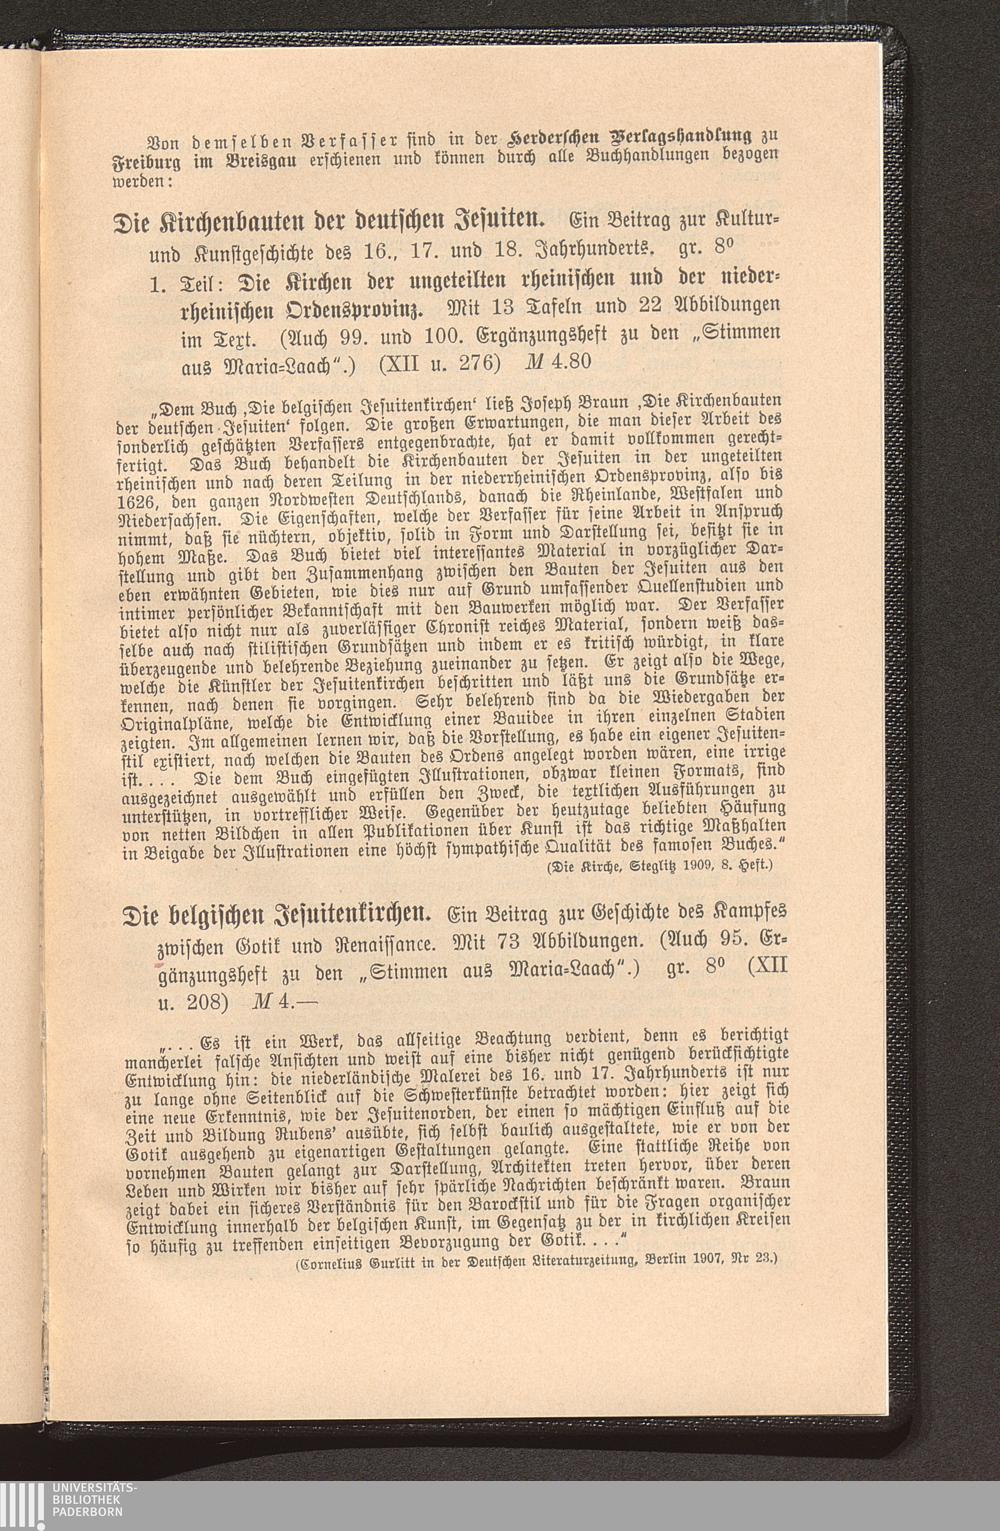 Von demselben Verfasser sind in der Herderschen Verlagshandlung zu
Freiburg im Breisgau erschienen und können durch alle Buchhandlungen bezogen
werden:
Die Kirchenbauten der deutschen Jesuiten. Ein Beitrag zur Kultur-
und Kunstgeschichte des 16., 17. und 18. Jahrhunderts. gr. 8⁰
1. Teil: Die Kirchen der ungeteilten rheinischen und der nieder-
rheinischen Ordensprovinz. Mit 13 Tafeln und 22 Abbildungen
im Text. (Auch 99. und 100. Ergänzungsheft zu den „Stimmen
aus Maria-Laach“.) (XII u. 276) M 4.80
„Dem Buch ‚Die belgischen Jesuitenkirchen‘ ließ Joseph Braun ‚Die Kirchenbauten
der deutschen Jesuiten‘ folgen. Die großen Erwartungen, die man dieser Arbeit des
sonderlich geschätzten Verfassers entgegenbrachte, hat er damit vollkommen gerecht-
fertigt. Das Buch behandelt die Kirchenbauten der Jesuiten in der ungeteilten
rheinischen und nach deren Teilung in der niederrheinischen Ordensprovinz, also bis
1626, den ganzen Nordwesten Deutschlands, danach die Rheinlande, Westfalen und
Niedersachsen. Die Eigenschaften, welche der Verfasser für seine Arbeit in Anspruch
nimmt, daß sie nüchtern, objektiv, solid in Form und Darstellung sei, besitzt sie in
hohem Maße. Das Buch bietet viel interessantes Material in vorzüglicher Dar-
stellung und gibt den Zusammenhang zwischen den Bauten der Jesuiten aus den
eben erwähnten Gebieten, wie dies nur auf Grund umfassender Quellenstudien und
intimer persönlicher Bekanntschaft mit den Bauwerken möglich war. Der Verfasser
bietet also nicht nur als zuverlässiger Chronist reiches Material, sondern weiß das-
selbe auch nach stilistischen Grundsätzen und indem er es kritisch würdigt, in klare
überzeugende und belehrende Beziehung zueinander zu setzen. Er zeigt also die Wege,
welche die Künstler der Jesuitenkirchen beschritten und läßt uns die Grundsätze er-
kennen, nach denen sie vorgingen. Sehr belehrend sind da die Wiedergaben der
Originalpläne, welche die Entwicklung einer Bauidee in ihren einzelnen Stadien
zeigten. Im allgemeinen lernen wir, daß die Vorstellung, es habe ein eigener Jesuiten-
stil existiert, nach welchen die Bauten des Ordens angelegt worden wären, eine irrige
ist.... Die dem Buch eingefügten Illustrationen, obzwar kleinen Formats, sind
ausgezeichnet ausgewählt und erfüllen den Zweck, die textlichen Ausführungen zu
unterstützen, in vortrefflicher Weise. Gegenüber der heutzutage beliebten Häufung
von netten Bildchen in allen Publikationen über Kunst ist das richtige Maßhalten
in Beigabe der Illustrationen eine höchst sympathische Qualität des famosen Buches.“
(Die Kirche, Steglitz 1909, 8. Heft.)
Die belgischen Jesuitenkirchen. Ein Beitrag zur Geschichte des Kampfes
zwischen Gotik und Renaissance. Mit 73 Abbildungen. (Auch 95. Er-
gänzungsheft zu den „Stimmen aus Maria-Laach“.) gr. 8⁰ (XII
u. 208) M 4.—
„... Es ist ein Werk, das allseitige Beachtung verdient, denn es berichtigt
mancherlei falsche Ansichten und weist auf eine bisher nicht genügend berücksichtigte
Entwicklung hin: die niederländische Malerei des 16. und 17. Jahrhunderts ist nur
zu lange ohne Seitenblick auf die Schwesterkünste betrachtet worden: hier zeigt sich
eine neue Erkenntnis, wie der Jesuitenorden, der einen so mächtigen Einfluß auf die
Zeit und Bildung Rubens' ausübte, sich selbst baulich ausgestaltete, wie er von der
Gotik ausgehend zu eigenartigen Gestaltungen gelangte. Eine stattliche Reihe von
vornehmen Bauten gelangt zur Darstellung, Architekten treten hervor, über deren
Leben und Wirken wir bisher auf sehr spärliche Nachrichten beschränkt waren. Braun
zeigt dabei ein sicheres Verständnis für den Barockstil und für die Fragen organischer
Entwicklung innerhalb der belgischen Kunst, im Gegensatz zu der in kirchlichen Kreisen
so häufig zu treffenden einseitigen Bevorzugung der Gotik....“
(Cornelius Gurlitt in der Deutschen Literaturzeitung, Berlin 1907, Nr 23.)
UNIVERSITÄTS-
BIBLIOTHEK
PADERBORN